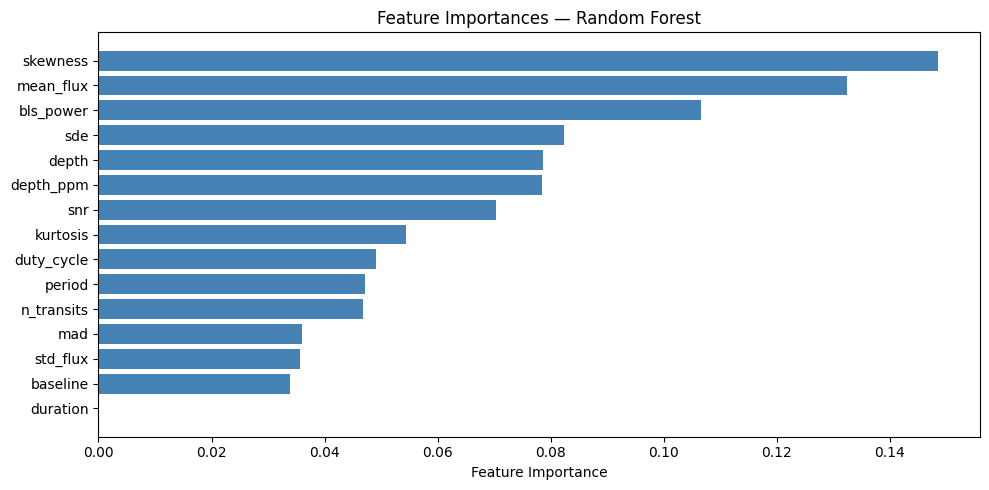 Feature Importances — Random Forest
skewness
mean_flux
bls_power
sde
depth
depth_ppm
snr
kurtosis
duty_cycle
period
n_transits
mad
std_flux
baseline
duration
0.00 0.02 0.04 0.06 0.08 0.10 0.12 0.14
Feature Importance